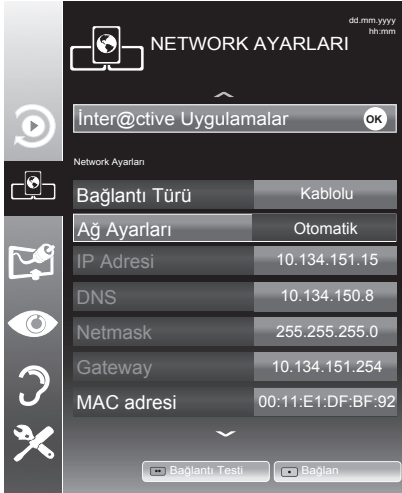 dd.mm.yyyy
hh:mm
NETWORK AYARLARI
İnter@ctive Uygulamalar OK
Network Ayarları
Bağlantı Türü Kablolu
Ağ Ayarları Otomatik
IP Adresi 10.134.151.15
DNS 10.134.150.8
Netmask 255.255.255.0
Gateway 10.134.151.254
MAC adresi 00:11:E1:DF:BF:92
Bağlantı Testi Bağlan